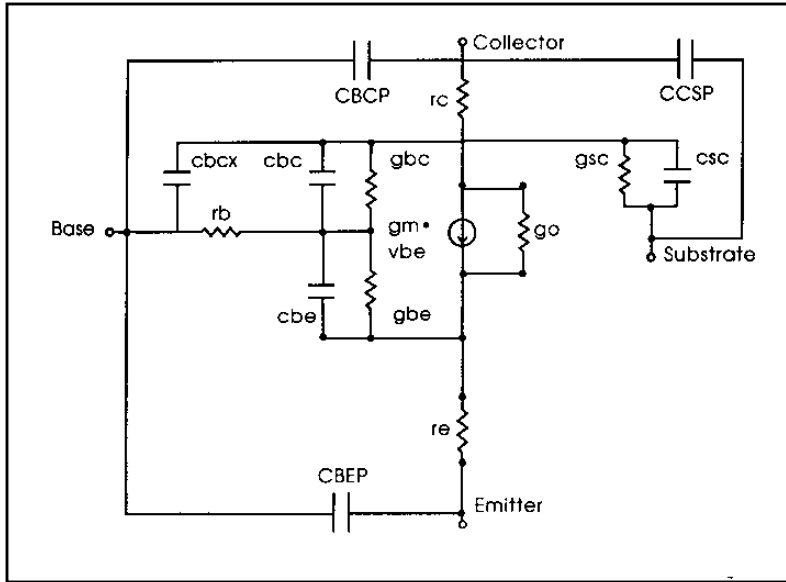 Collector
CBCP
rc
CCSP
cbcx
cbc
gbc
gsc
csc
rb
gm•
vbe
go
Base
Substrate
cbe
gbe
re
CBEP
Emitter